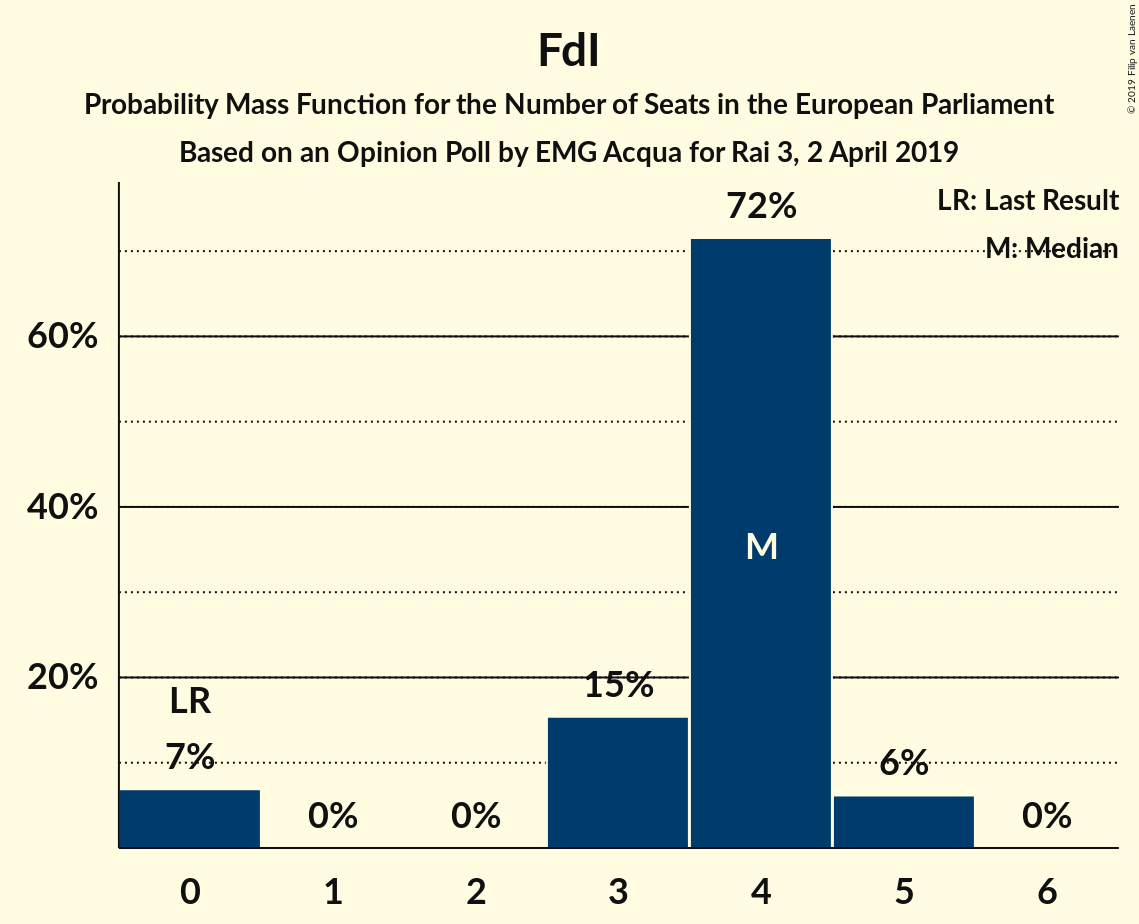 FdI
Probability Mass Function for the Number of Seats in the European Parliament
Based on an Opinion Poll by EMG Acqua for Rai 3, 2 April 2019
© 2019 Filip van Laenen
LR: Last Result
M: Median
72%
60%
40%
M
20%
LR
15%
7%
6%
0%
0%
0%
0 1 2 3 4 5 6